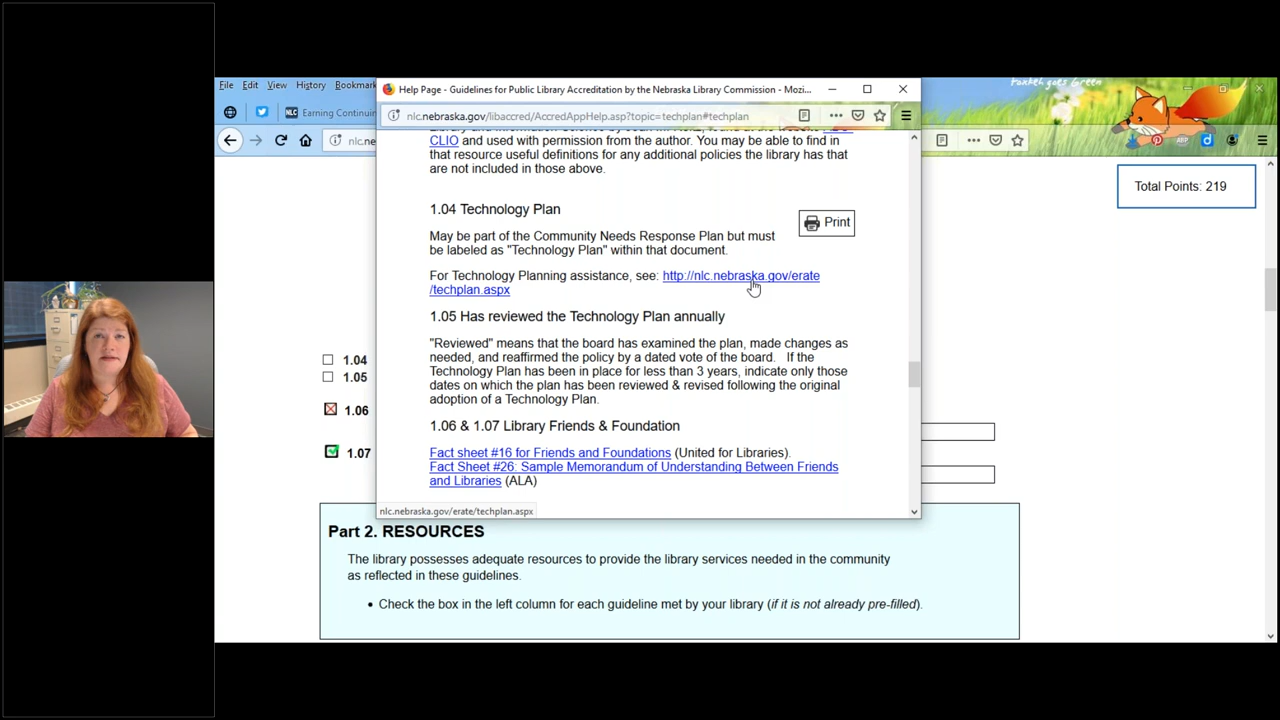 Foxkeh goes Green
Help Page - Guidelines for Public Library Accreditation by the Nebraska Library Commission - Mozi...
File Edit View History Bookmark
nlc.nebraska.gov/libaccred/AccredAppHelp.asp?topic=techplan#techplan
NLC Earning Continuin
nlc.ne
CLIO and used with permission from the author. You may be able to find in
that resource useful definitions for any additional policies the library has that
are not included in those above.
Total Points: 219
1.04 Technology Plan
Print
May be part of the Community Needs Response Plan but must
be labeled as "Technology Plan" within that document.
For Technology Planning assistance, see: http://nlc.nebraska.gov/erate
/techplan.aspx
1.05 Has reviewed the Technology Plan annually
"Reviewed" means that the board has examined the plan, made changes as
needed, and reaffirmed the policy by a dated vote of the board. If the
Technology Plan has been in place for less than 3 years, indicate only those
dates on which the plan has been reviewed & revised following the original
adoption of a Technology Plan.
1.06 & 1.07 Library Friends & Foundation
Fact sheet #16 for Friends and Foundations (United for Libraries).
Fact Sheet #26: Sample Memorandum of Understanding Between Friends
and Libraries (ALA)
nlc.nebraska.gov/erate/techplan.aspx
1.04
1.05
1.06
1.07
Part 2. RESOURCES
The library possesses adequate resources to provide the library services needed in the community
as reflected in these guidelines.
• Check the box in the left column for each guideline met by your library (if it is not already pre-filled).